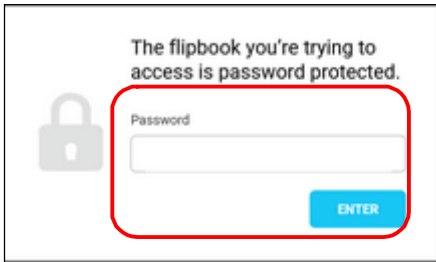 The flipbook you're trying to
access is password protected.
Password
ENTER